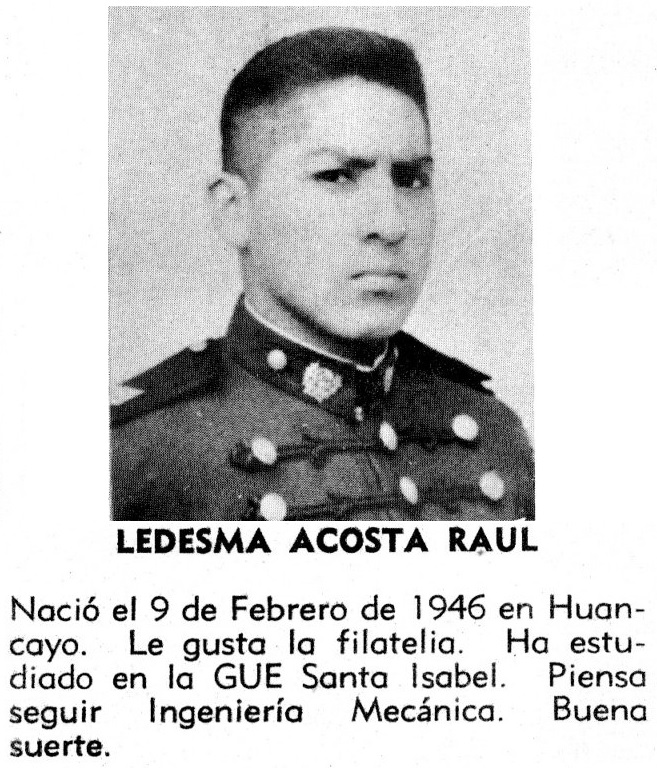 LEDESMA ACOSTA RAUL
Nació el 9 de Febrero de 1946 en Huan-
cayo. Le gusta la filatelia. Ha estu-
diado en la GUE Santa Isabel. Piensa
seguir Ingeniería Mecánica. Buena
suerte.